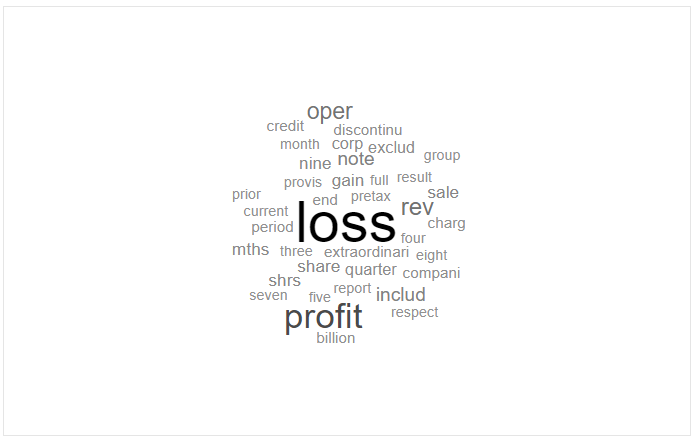 oper
credit discontinu
month corp exclud
nine note group
provis gain full result
prior end pretax sale
current loss rev
period four charg
mths three extraordinari eight
share quarter compani
shrs report
seven five includ
profit respect
billion